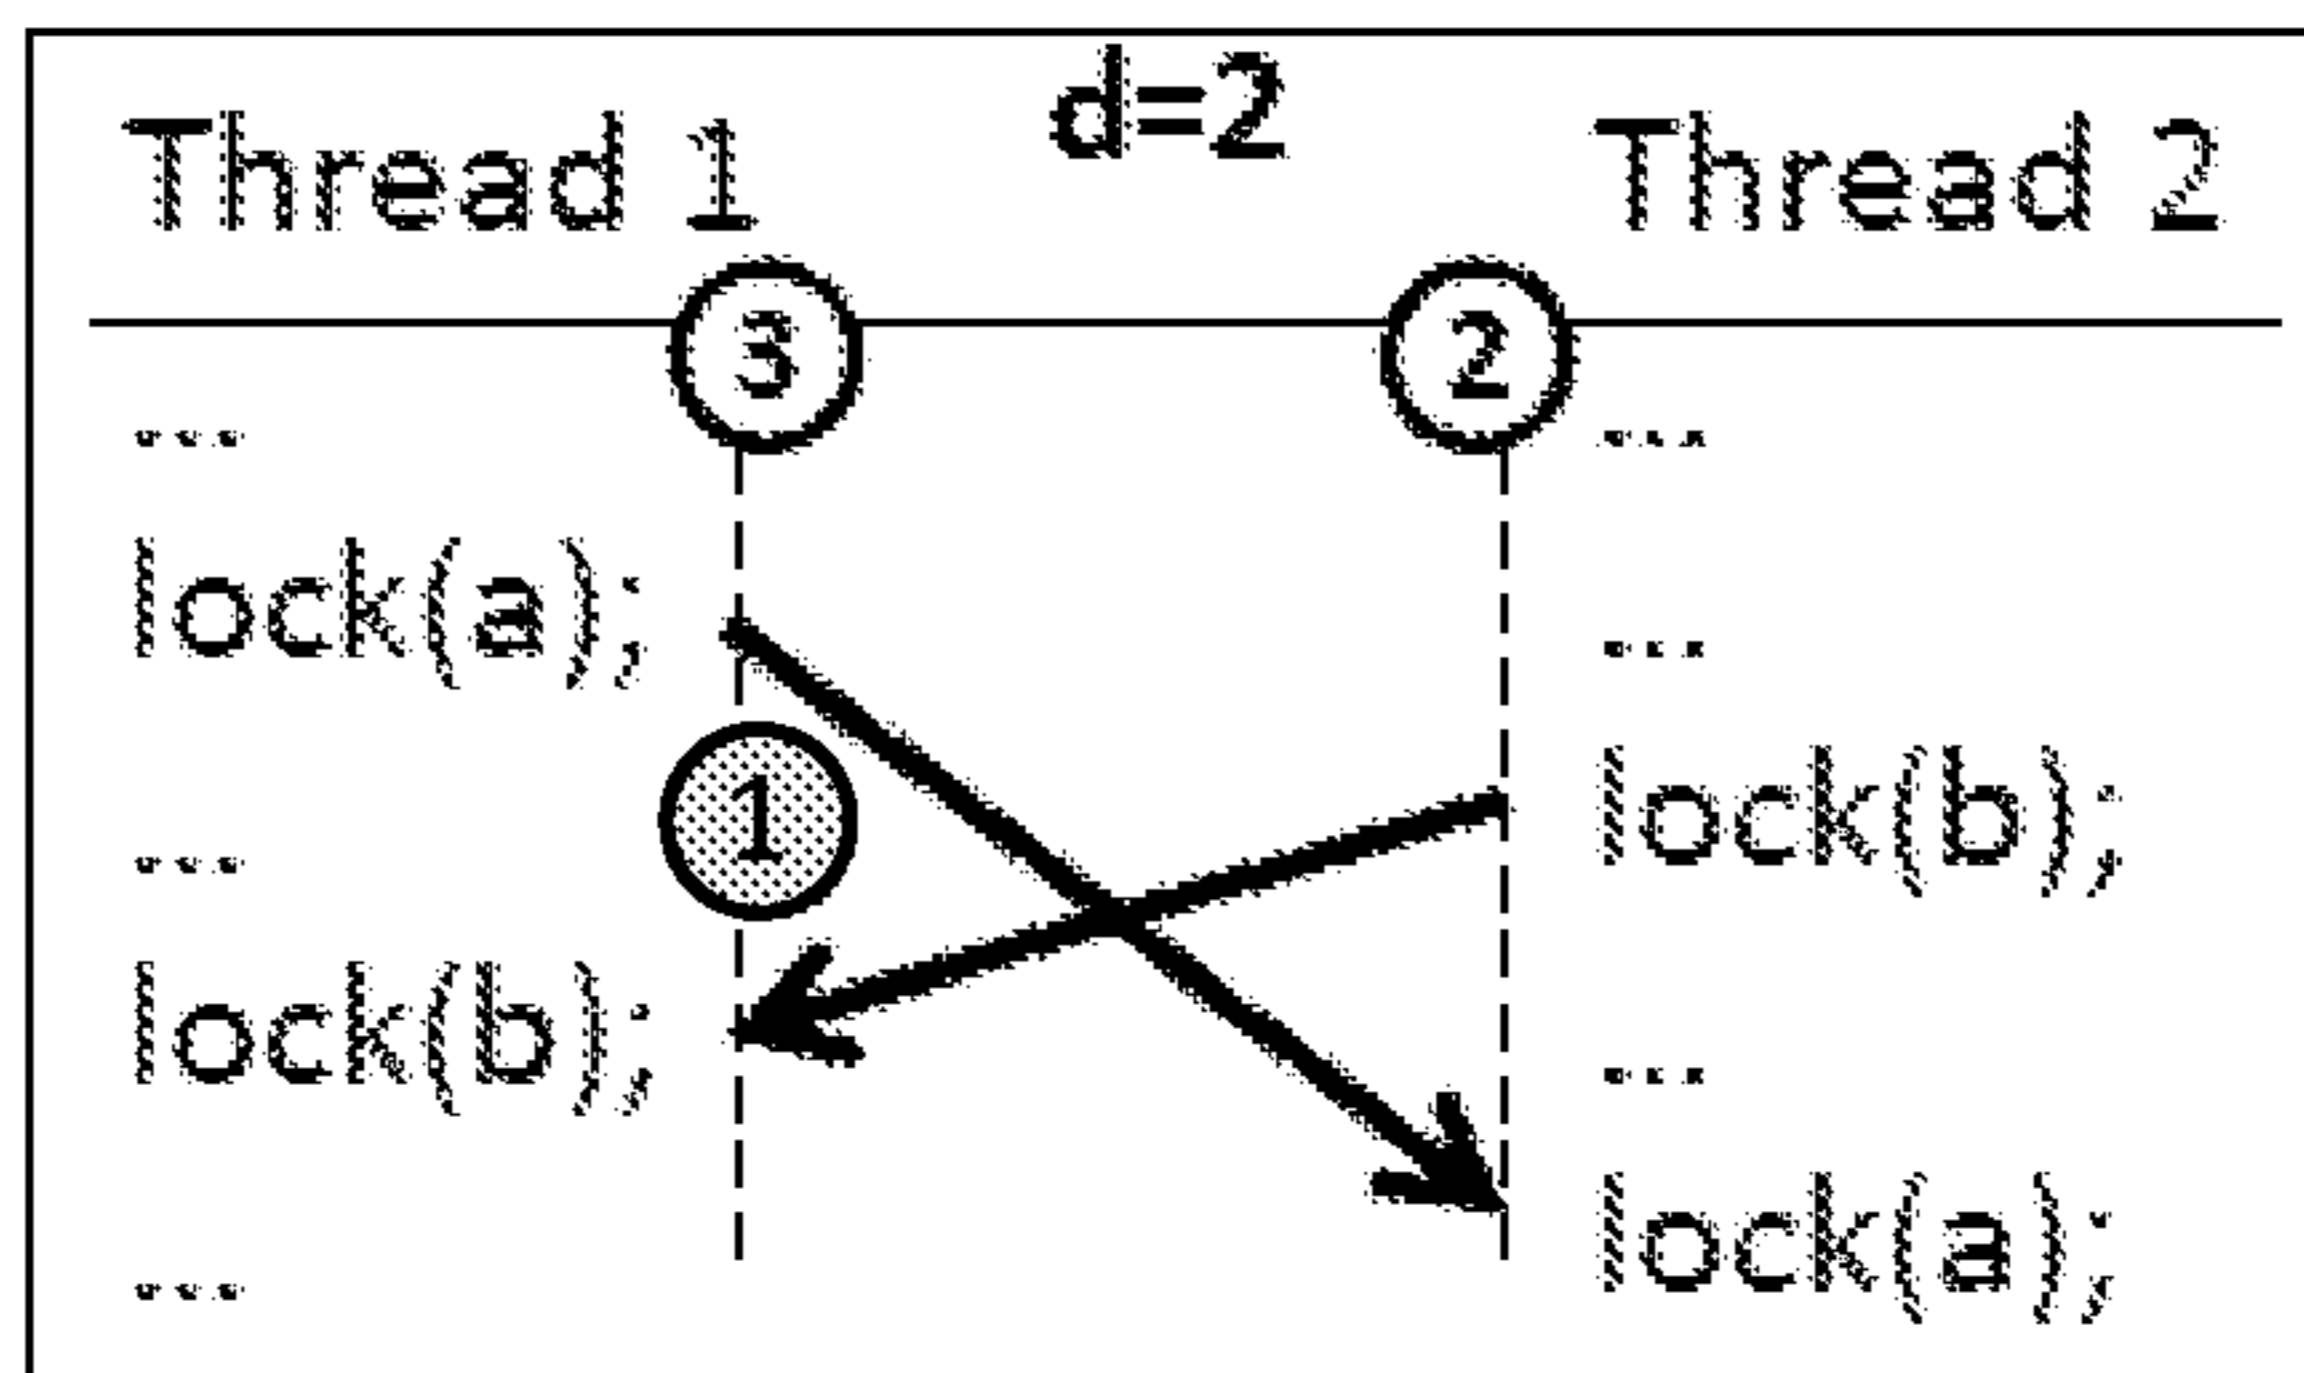 d=2
Thread 1 Thread 2
3 2
... ...
lock(a); ...
1 lock(b);
...
lock(b); ...
lock(a);
...